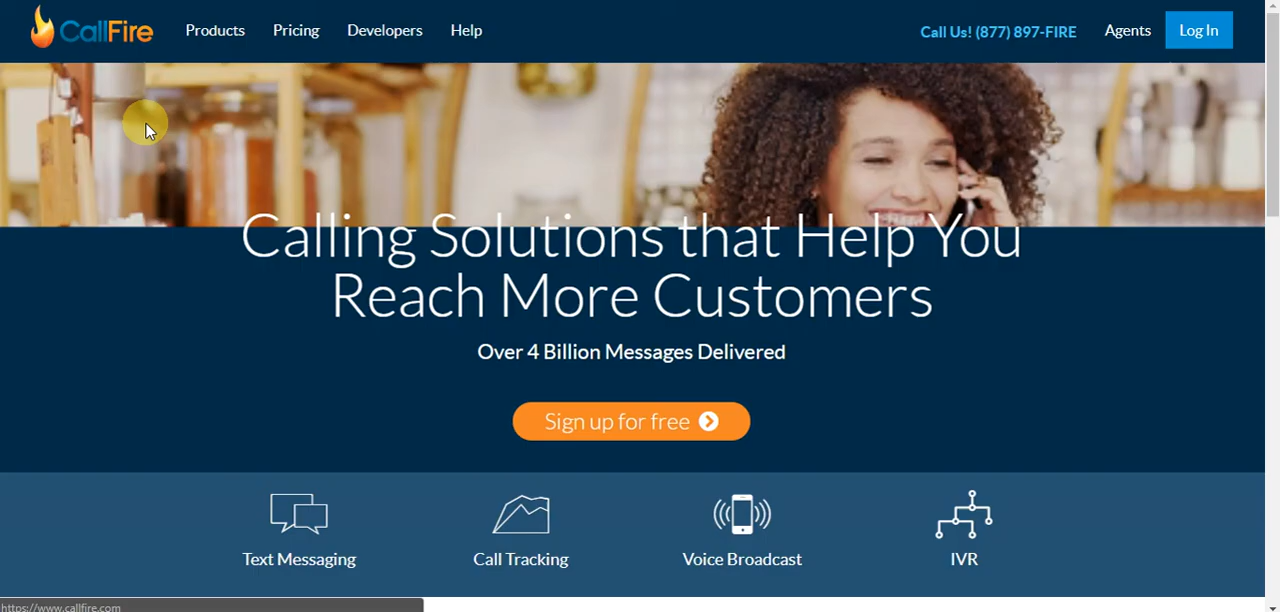 CallFire
Products
Pricing
Developers
Help
Call Us! (877) 897-FIRE
Agents
Log In
Calling Solutions that Help You
Reach More Customers
Over 4 Billion Messages Delivered
Sign up for free
Text Messaging
Call Tracking
Voice Broadcast
IVR
https://www.callfire.com